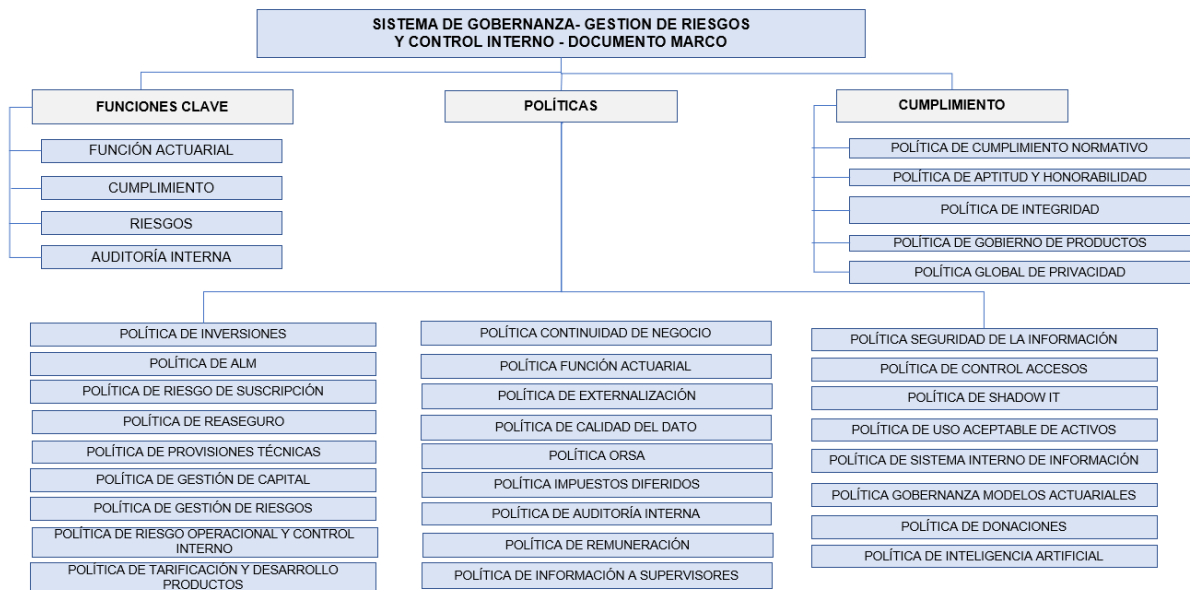 SISTEMA DE GOBERNANZA- GESTION DE RIESGOS
Y CONTROL INTERNO - DOCUMENTO MARCO
FUNCIONES CLAVE
FUNCIÓN ACTUARIAL
CUMPLIMIENTO
RIESGOS
AUDITORÍA INTERNA
POLÍTICAS
CUMPLIMIENTO
POLÍTICA DE CUMPLIMIENTO NORMATIVO
POLÍTICA DE APTITUD Y HONORABILIDAD
POLÍTICA DE INTEGRIDAD
POLÍTICA DE GOBIERNO DE PRODUCTOS
POLÍTICA GLOBAL DE PRIVACIDAD
POLÍTICA DE INVERSIONES
POLÍTICA DE ALM
POLÍTICA DE RIESGO DE SUSCRIPCIÓN
POLÍTICA DE REASEGURO
POLÍTICA DE PROVISIONES TÉCNICAS
POLÍTICA DE GESTIÓN DE CAPITAL
POLÍTICA DE GESTIÓN DE RIESGOS
POLÍTICA DE RIESGO OPERACIONAL Y CONTROL
INTERNO
POLÍTICA DE TARIFICACIÓN Y DESARROLLO
PRODUCTOS
POLÍTICA CONTINUIDAD DE NEGOCIO
POLÍTICA FUNCIÓN ACTUARIAL
POLÍTICA DE EXTERNALIZACIÓN
POLÍTICA DE CALIDAD DEL DATO
POLÍTICA ORSA
POLÍTICA IMPUESTOS DIFERIDOS
POLÍTICA DE AUDITORÍA INTERNA
POLÍTICA DE REMUNERACIÓN
POLÍTICA DE INFORMACIÓN A SUPERVISORES
POLÍTICA SEGURIDAD DE LA INFORMACIÓN
POLÍTICA DE CONTROL ACCESOS
POLÍTICA DE SHADOW IT
POLÍTICA DE USO ACEPTABLE DE ACTIVOS
POLÍTICA DE SISTEMA INTERNO DE INFORMACIÓN
POLÍTICA GOBERNANZA MODELOS ACTUARIALES
POLÍTICA DE DONACIONES
POLÍTICA DE INTELIGENCIA ARTIFICIAL